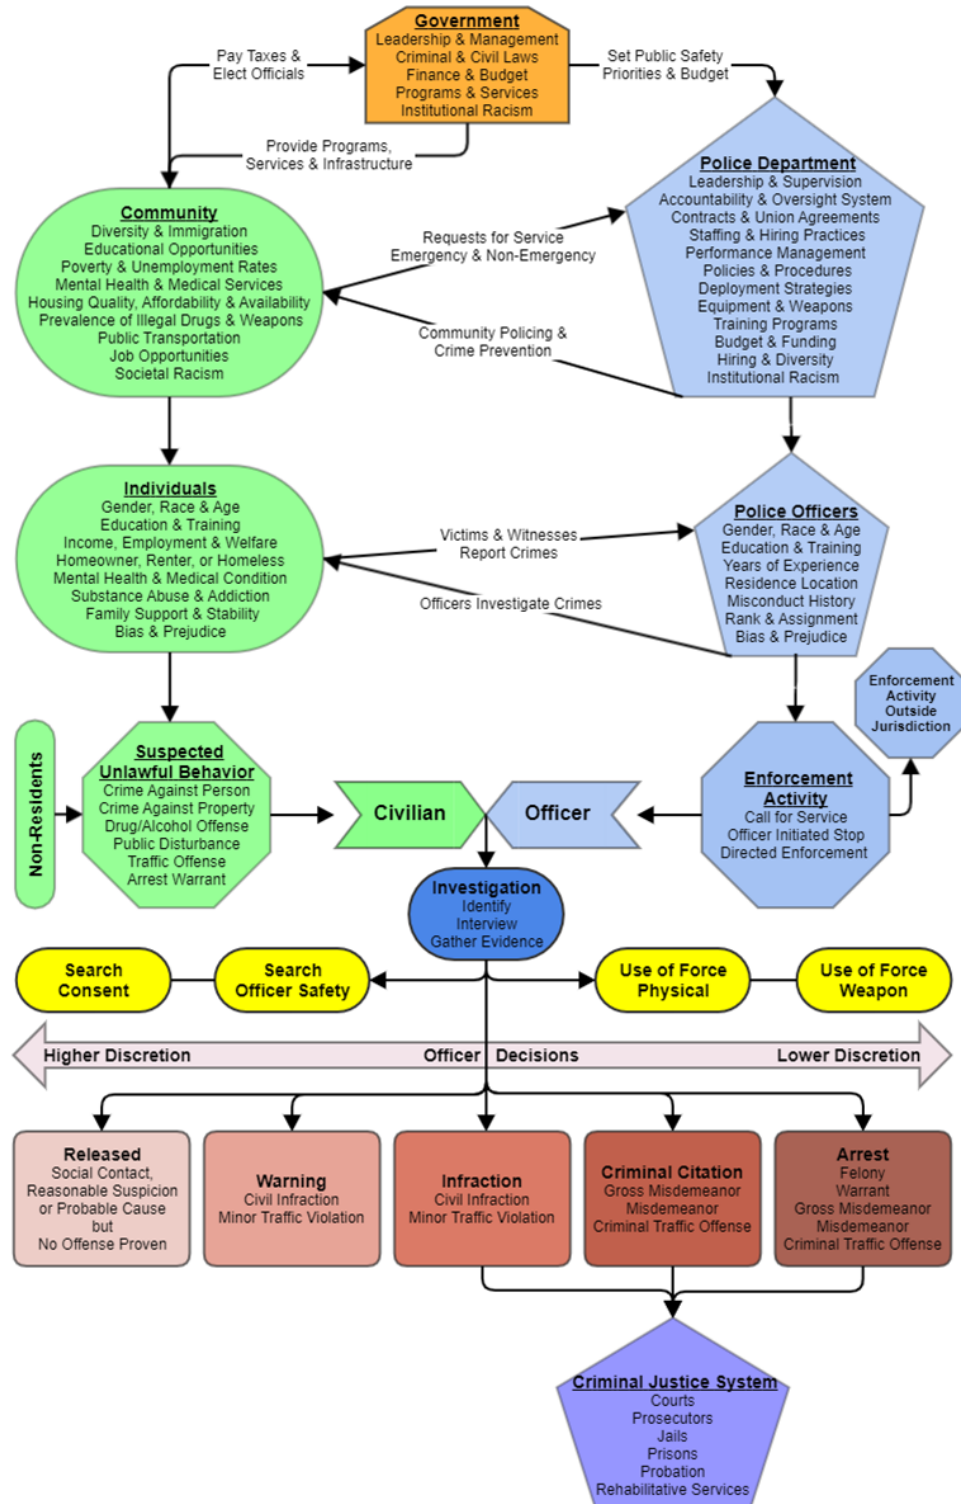 Government
Leadership & Management
Criminal & Civil Laws
Finance & Budget
Programs & Services
Institutional Racism
Pay Taxes &
Elect Officials
Set Public Safety
Priorities & Budget
Provide Programs,
Services & Infrastructure
Community
Diversity & Immigration
Educational Opportunities
Poverty & Unemployment Rates
Mental Health & Medical Services
Housing Quality, Affordability & Availability
Prevalence of Illegal Drugs & Weapons
Public Transportation
Job Opportunities
Societal Racism
Requests for Service
Emergency & Non-Emergency
Community Policing &
Crime Prevention
Police Department
Leadership & Supervision
Accountability & Oversight System
Contracts & Union Agreements
Staffing & Hiring Practices
Performance Management
Policies & Procedures
Deployment Strategies
Equipment & Weapons
Training Programs
Budget & Funding
Hiring & Diversity
Institutional Racism
Individuals
Gender, Race & Age
Education & Training
Income, Employment & Welfare
Homeowner, Renter, or Homeless
Mental Health & Medical Condition
Substance Abuse & Addiction
Family Support & Stability
Bias & Prejudice
Victims & Witnesses
Report Crimes
Officers Investigate Crimes
Police Officers
Gender, Race & Age
Education & Training
Years of Experience
Residence Location
Misconduct History
Rank & Assignment
Bias & Prejudice
Enforcement
Activity
Outside
Jurisdiction
Non-Residents
Suspected
Unlawful Behavior
Crime Against Person
Crime Against Property
Drug/Alcohol Offense
Public Disturbance
Traffic Offense
Arrest Warrant
Civilian
Officer
Enforcement
Activity
Call for Service
Officer Initiated Stop
Directed Enforcement
Investigation
Identify
Interview
Gather Evidence
Search
Consent
Search
Officer Safety
Use of Force
Physical
Use of Force
Weapon
Higher Discretion
Officer Decisions
Lower Discretion
Released
Social Contact,
Reasonable Suspicion
or Probable Cause
but
No Offense Proven
Warning
Civil Infraction
Minor Traffic Violation
Infraction
Civil Infraction
Minor Traffic Violation
Criminal Citation
Gross Misdemeanor
Misdemeanor
Criminal Traffic Offense
Arrest
Felony
Warrant
Gross Misdemeanor
Misdemeanor
Criminal Traffic Offense
Criminal Justice System
Courts
Prosecutors
Jails
Prisons
Probation
Rehabilitative Services